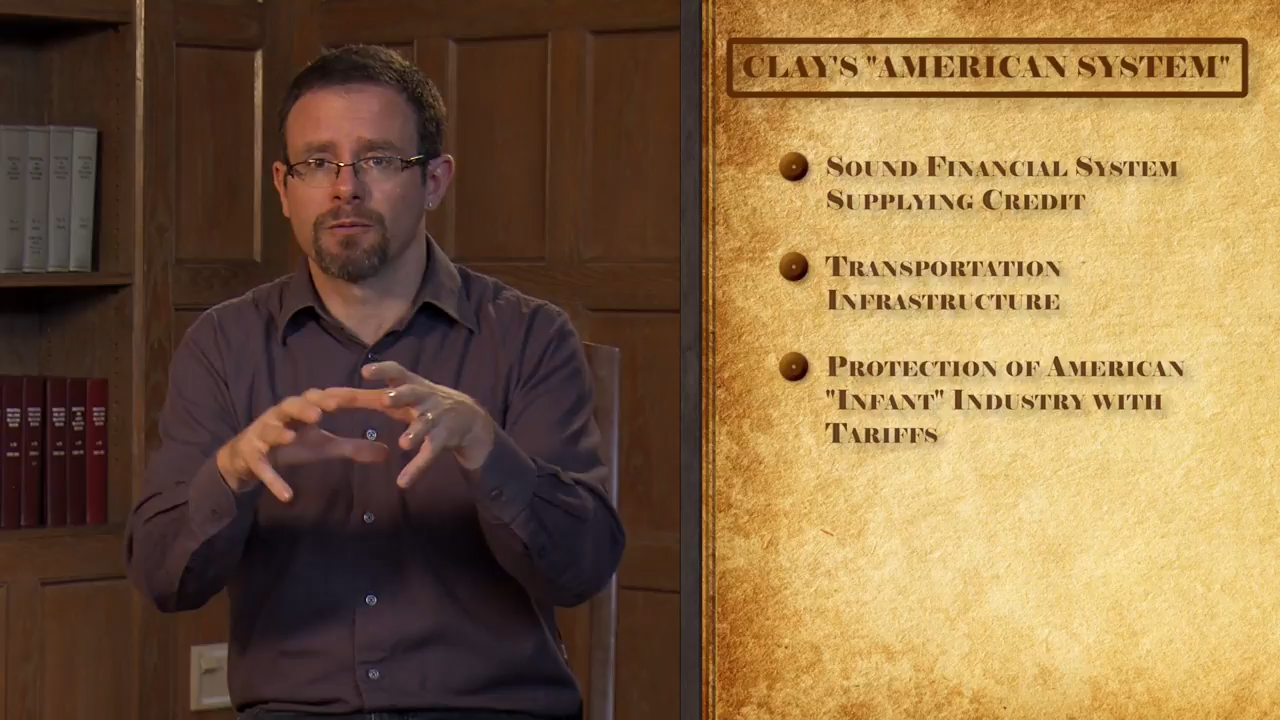 CLAY'S "AMERICAN SYSTEM"
SOUND FINANCIAL SYSTEM
SUPPLYING CREDIT
TRANSPORTATION
INFRASTRUCTURE
PROTECTION OF AMERICAN
"INFANT" INDUSTRY WITH
TARIFFS